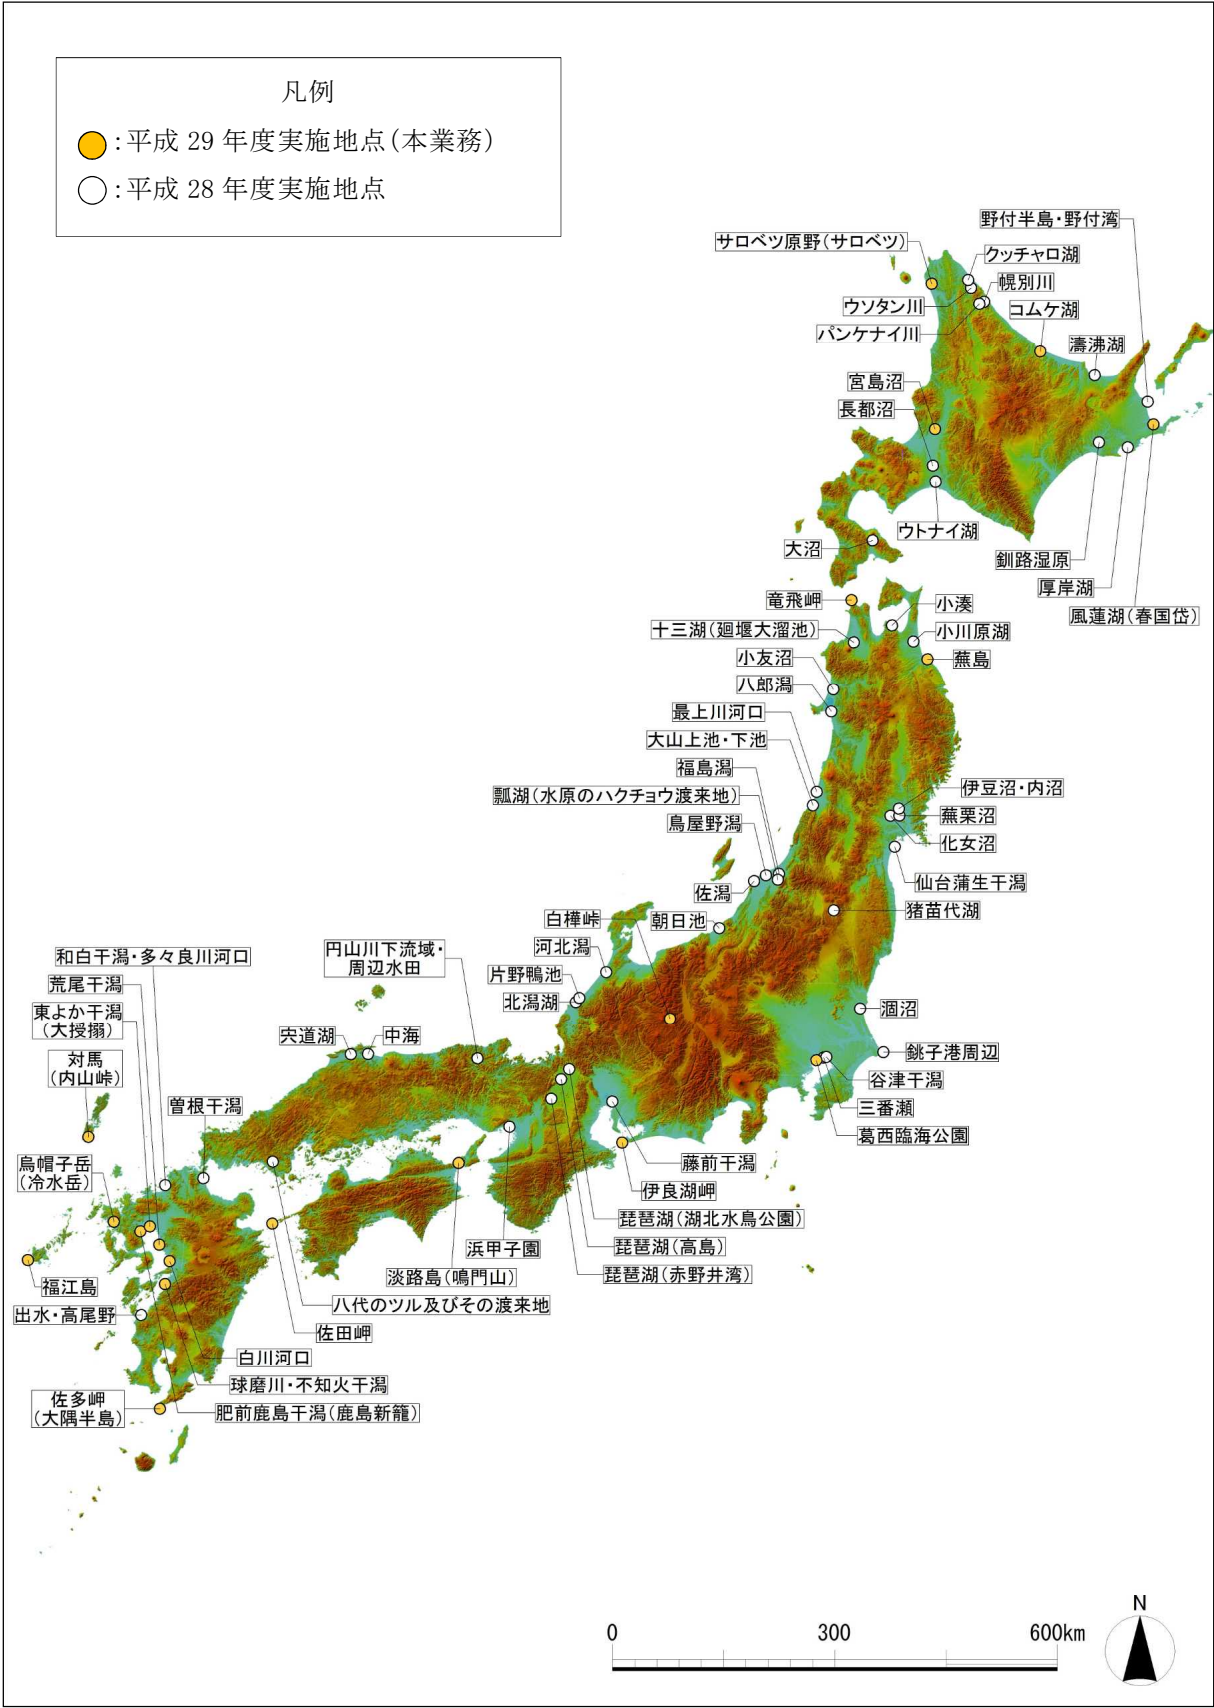 凡例
:平成 29 年度実施地点(本業務)
:平成 28 年度実施地点
野付半島・野付湾
サロベツ原野(サロベツ)
クッチャロ湖
幌別川
ウソタン川
コムケ湖
パンケナイ川
濤沸湖
宮島沼
長都沼
ウトナイ湖
大沼
釧路湿原
厚岸湖
風蓮湖(春国岱)
竜飛岬
小湊
十三湖(廻堰大溜池)
小川原湖
小友沼
蕪島
八郎潟
最上川河口
大山上池・下池
福島潟
伊豆沼・内沼
瓢湖(水原のハクチョウ渡来地)
蕪栗沼
鳥屋野潟
化女沼
仙台蒲生干潟
佐潟
猪苗代湖
白樺峠
朝日池
河北潟
円山川下流域・
周辺水田
和白干潟・多々良川河口
片野鴨池
荒尾干潟
北潟湖
東よか干潟
(大授搦)
涸沼
宍道湖
中海
銚子港周辺
対馬
(内山峠)
谷津干潟
曽根干潟
三番瀬
葛西臨海公園
烏帽子岳
(冷水岳)
藤前干潟
伊良湖岬
琵琶湖(湖北水鳥公園)
浜甲子園
琵琶湖(高島)
淡路島(鳴門山)
琵琶湖(赤野井湾)
福江島
八代のツル及びその渡来地
出水・高尾野
佐田岬
白川河口
球磨川・不知火干潟
佐多岬
(大隅半島)
肥前鹿島干潟(鹿島新籠)
N
0
300
600km